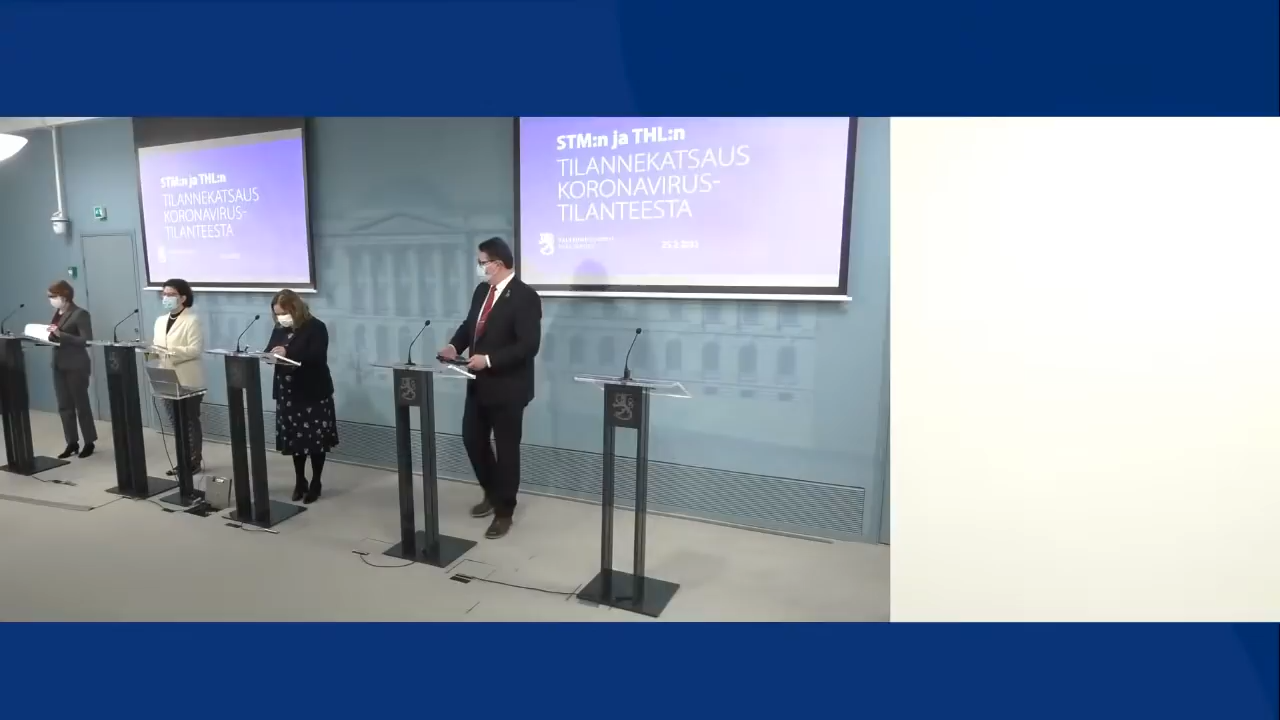 STM:n ja THL:n
TILANNEKATSAUS
KORONAVIRUS-
TILANTEESTA
STM:n ja THL:n
TILANNEKATSAUS
KORONAVIRUS-
TILANTEESTA